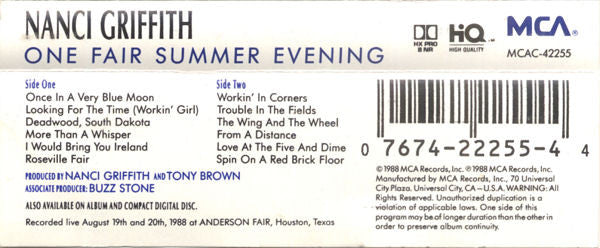 NANCI GRIFFITH
ONE FAIR SUMMER EVENING
HX PRO
B NR
HiQ™
HIGH QUALITY
MCA®
MCAC-42255
Side One
Once In A Very Blue Moon
Looking For The Time (Workin' Girl)
Deadwood, South Dakota
More Than A Whisper
I Would Bring You Ireland
Roseville Fair
Side Two
Workin' In Corners
Trouble In The Fields
The Wing And The Wheel
From A Distance
Love At The Five And Dime
Spin On A Red Brick Floor
PRODUCED BY NANCI GRIFFITH AND TONY BROWN
ASSOCIATE PRODUCER: BUZZ STONE
ALSO AVAILABLE ON ALBUM AND COMPACT DIGITAL DISC.
Recorded live August 19th and 20th, 1988 at ANDERSON FAIR, Houston, Texas
0 7674-22255-4 4
©1988 MCA Records, Inc. ℗1988 MCA Records, Inc.
Manufactured by MCA Records, Inc., 70 Universal
City Plaza. Universal City, CA – U.S.A. WARNING: All
Rights Reserved. Unauthorized duplication is a
violation of applicable laws. One side of this
program may be of longer duration than the other in
order to preserve album continuity.